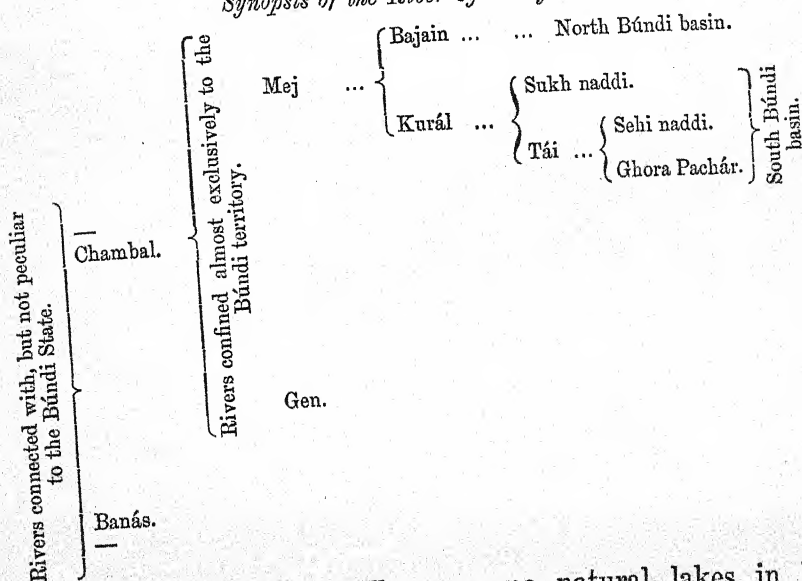 Synopsis of the River
Rivers connected with, but not peculiar
to the Búndi State.
Chambal.
Banás.
Rivers confined almost exclusively to the
Búndi territory.
Mej ...
Gen.
Bajain ... ... North Búndi basin.
Kurál ...
Sukh naddi.
Tái ...
Sehi naddi.
Ghora Pachár.
South Búndi
basin.
no natural lakes in